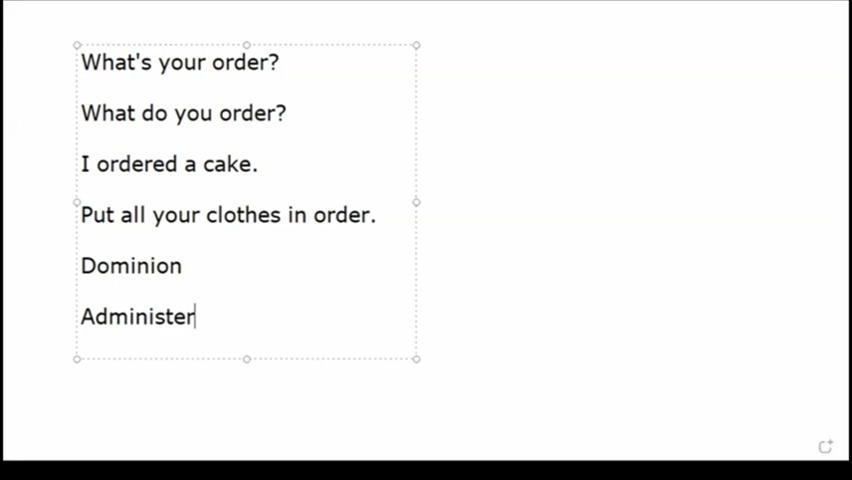 What's your order?
What do you order?
I ordered a cake.
Put all your clothes in order.
Dominion
Administer